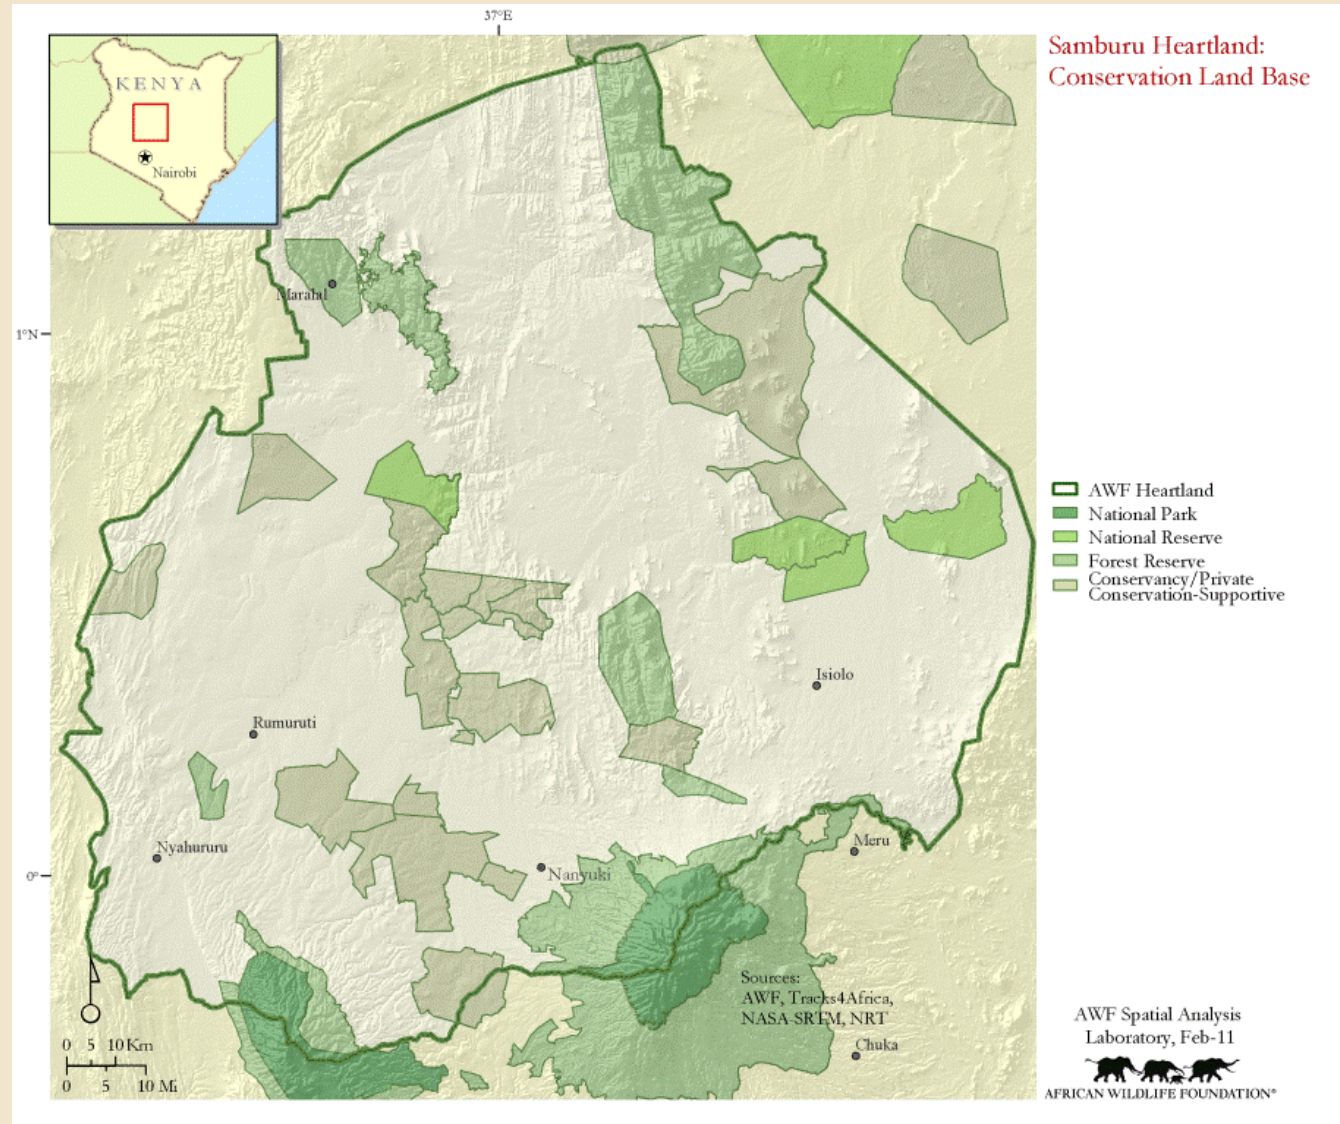 37°E
Samburu Heartland:
Conservation Land Base
KENYA
Nairobi
Maralal
1°N
AWF Heartland
National Park
National Reserve
Forest Reserve
Conservancy/Private
Conservation-Supportive
Isiolo
Rumuruti
Nyahururu
Meru
0°
Nanyuki
Sources:
AWF, Tracks4Africa,
NASA-SRTM, NRT
AWF Spatial Analysis
Laboratory, Feb-11
Chuka
0 5 10 Km
0 5 10 Mi
AFRICAN WILDLIFE FOUNDATION®